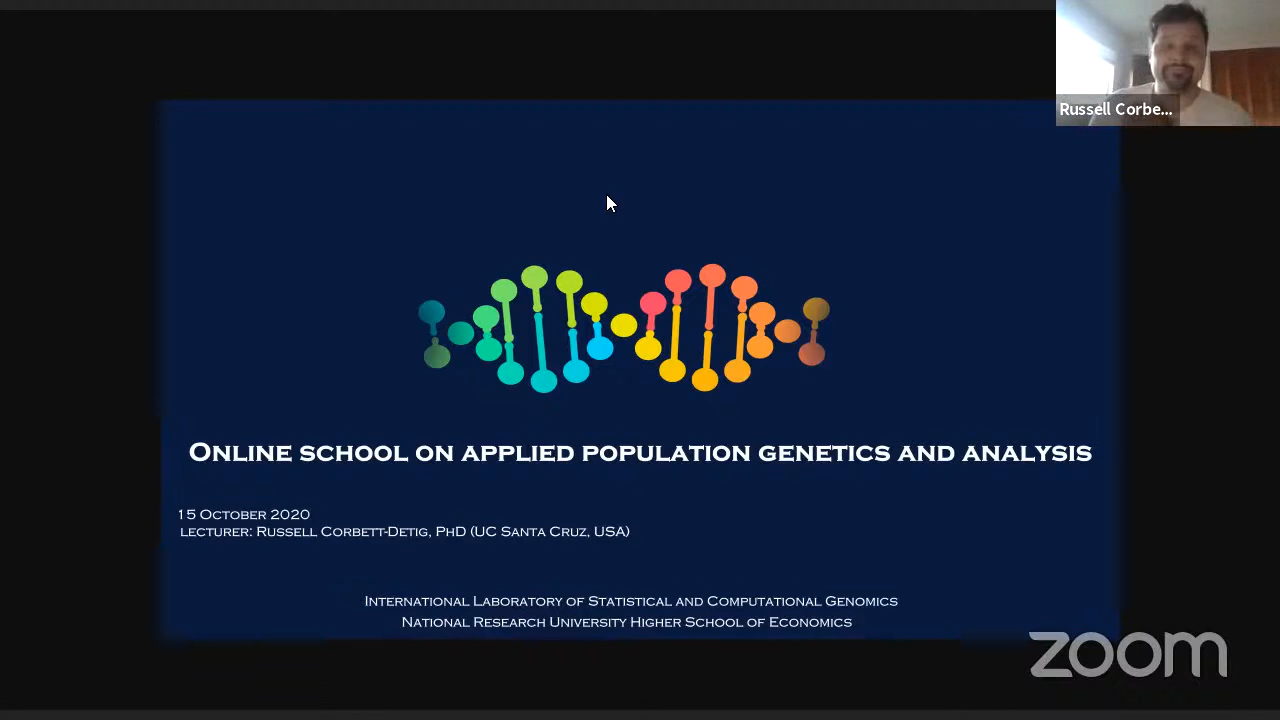 Russell Corbe...
Online school on applied population genetics and analysis
15 October 2020
lecturer: Russell Corbett-Detig, PhD (UC Santa Cruz, USA)
International Laboratory of Statistical and Computational Genomics
National Research University Higher School of Economics
zoom